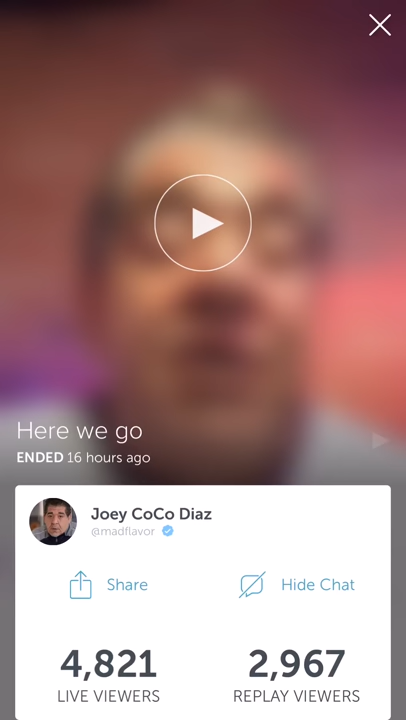 Here we go
ENDED 16 hours ago
Joey CoCo Diaz
@madflavor
Share
Hide Chat
4,821
2,967
LIVE VIEWERS
REPLAY VIEWERS